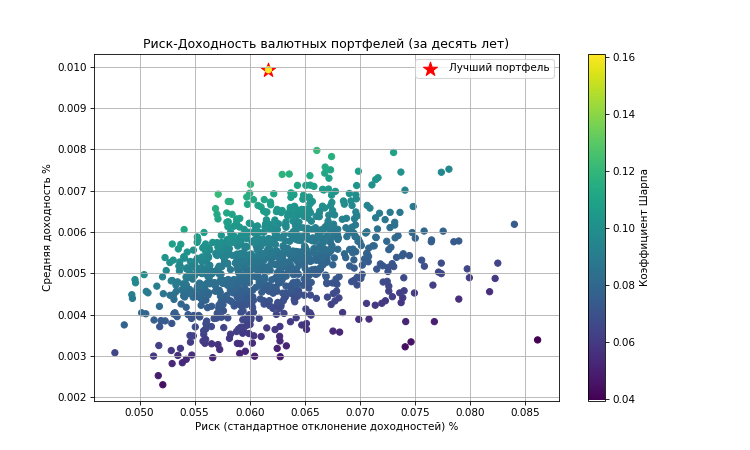 Риск-Доходность валютных портфелей (за десять лет)
Лучший портфель
Средняя доходность %
0.010
0.009
0.008
0.007
0.006
0.005
0.004
0.003
0.002
0.050 0.055 0.060 0.065 0.070 0.075 0.080 0.085
Риск (стандартное отклонение доходностей) %
0.16
0.14
0.12
0.10
0.08
0.06
0.04
Коэффициент Шарпа